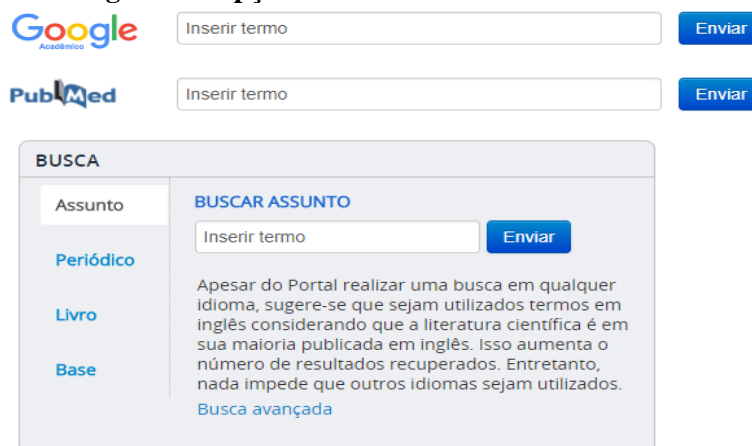 Google
Acadêmico
Inserir termo
Enviar
PubMed
Inserir termo
Enviar
BUSCA
Assunto
Periódico
Livro
Base
BUSCAR ASSUNTO
Inserir termo
Enviar
Apesar do Portal realizar uma busca em qualquer
idioma, sugere-se que sejam utilizados termos em
inglês considerando que a literatura científica é em
sua maioria publicada em inglês. Isso aumenta o
número de resultados recuperados. Entretanto,
nada impede que outros idiomas sejam utilizados.
Busca avançada